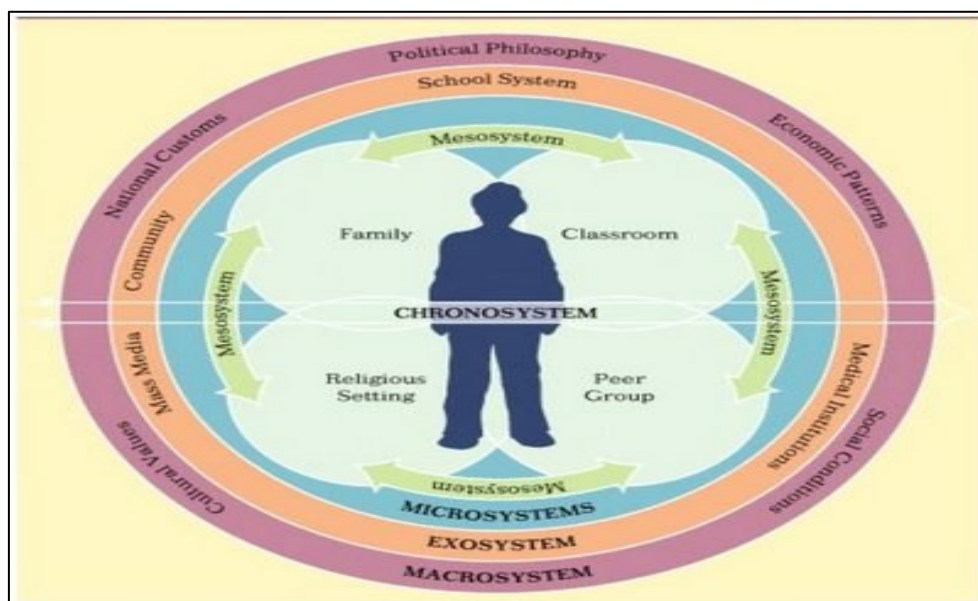 Political Philosophy
School System
National Customs
Economic Patterns
Mesosystem
Community
Family
Classroom
Mesosystem
Mesosystem
CHRONOSYSTEM
Mass Media
Religious
Setting
Peer
Group
Medical Institutions
Cultural Values
Social Conditions
Mesosystem
MICROSYSTEMS
EXOSYSTEM
MACROSYSTEM